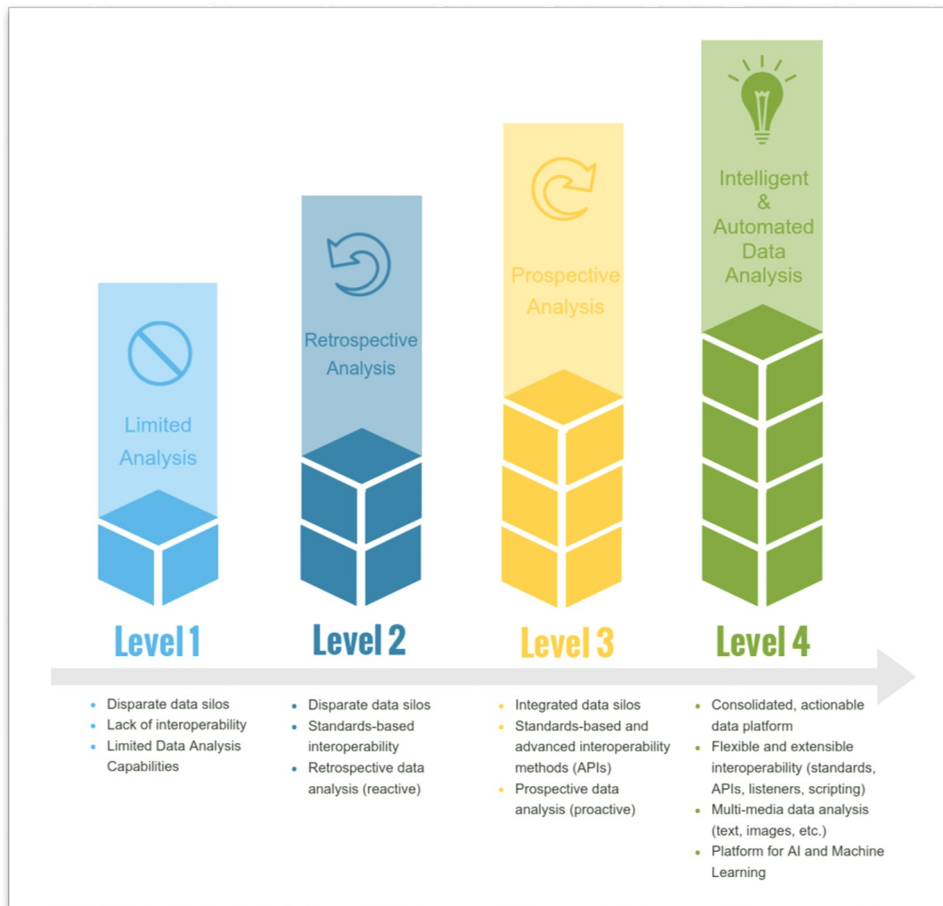 Limited
Analysis
Retrospective
Analysis
Prospective
Analysis
Intelligent
&
Automated
Data
Analysis
Level 1
Level 2
Level 3
Level 4
• Disparate data silos
• Lack of interoperability
• Limited Data Analysis
Capabilities
• Disparate data silos
• Standards-based
interoperability
• Retrospective data
analysis (reactive)
• Integrated data silos
• Standards-based and
advanced interoperability
methods (APIs)
• Prospective data
analysis (proactive)
• Consolidated, actionable
data platform
• Flexible and extensible
interoperability (standards,
APIs, listeners, scripting)
• Multi-media data analysis
(text, images, etc.)
• Platform for AI and Machine
Learning